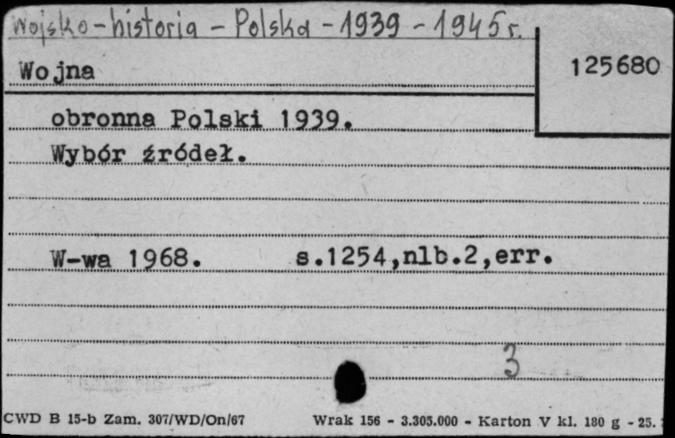 Wojsko - historia - Polska - 1939 - 1945 r.
Wojna
125680
obronna Polski 1939.
Wybór źródeł.
W-wa 1968. s.1254,nlb.2,err.
3
CWD B 15-b Zam. 307/WD/On/67 Wrak 156 - 3.305.000 - Karton V kl. 180 g - 25.